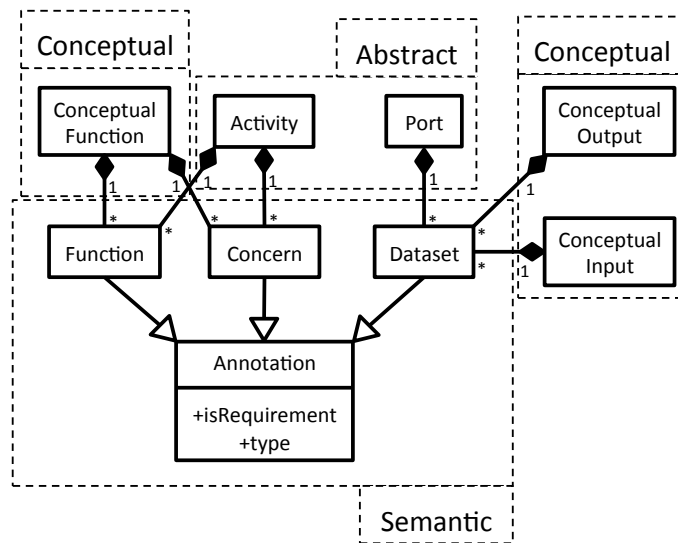 Conceptual
Abstract
Conceptual
Conceptual
Function
Activity
Port
Conceptual
Output
1
1
1
1
1
1
*
*
*
*
*
*
Function
Concern
Dataset
*
1
Conceptual
Input
Annotation
+isRequirement
+type
Semantic